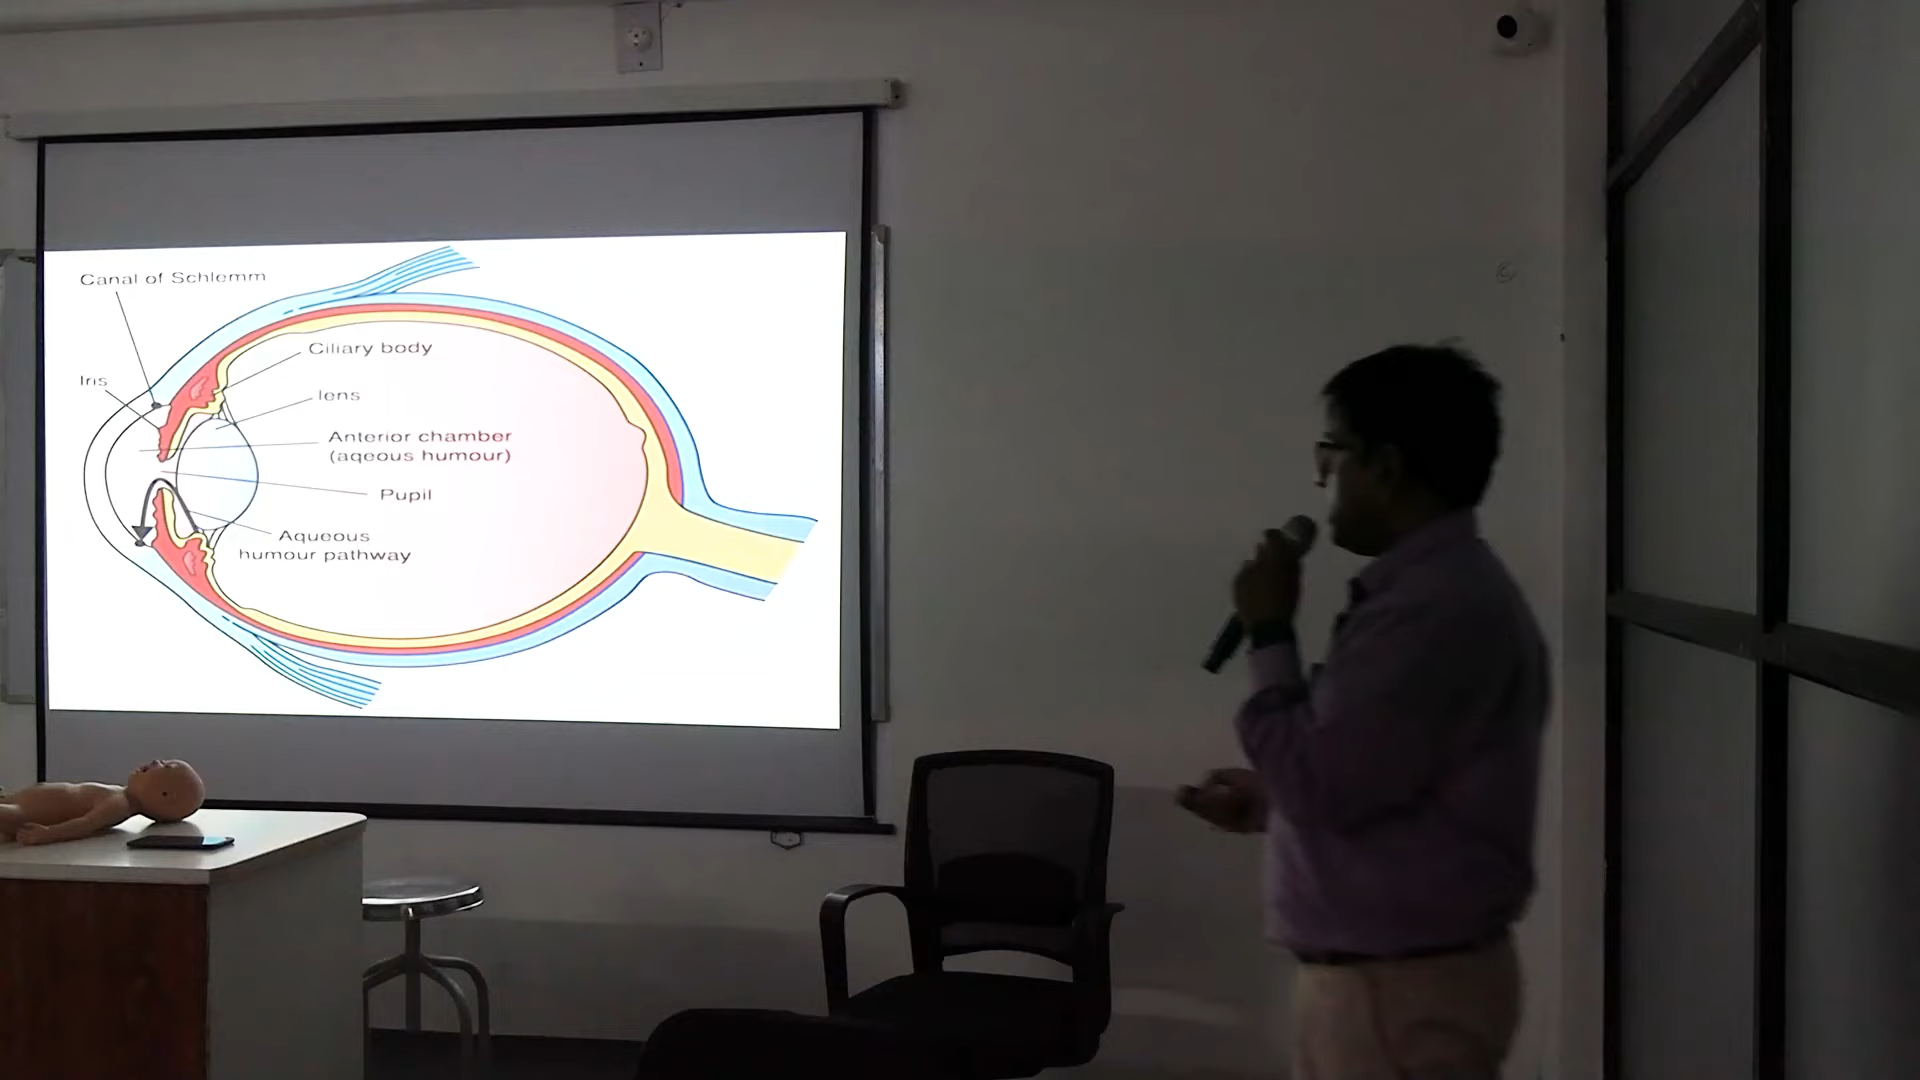 Canal of Schlemm
Ciliary body
Iris
lens
Anterior chamber
(aqeous humour)
Pupil
Aqueous
humour pathway